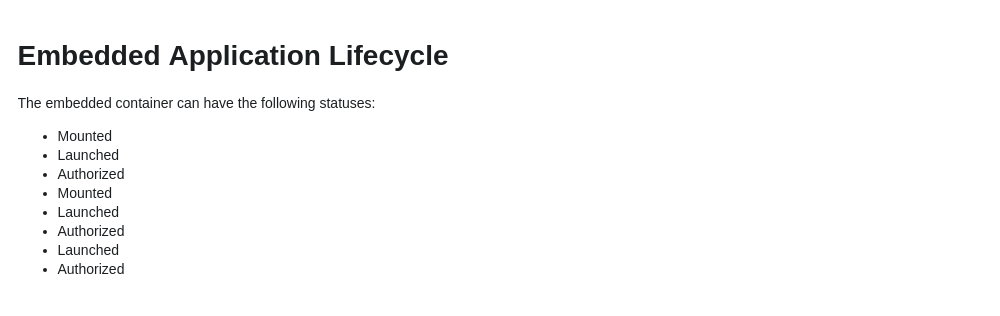 Embedded Application Lifecycle
The embedded container can have the following statuses:
• Mounted
• Launched
• Authorized
• Mounted
• Launched
• Authorized
• Launched
• Authorized